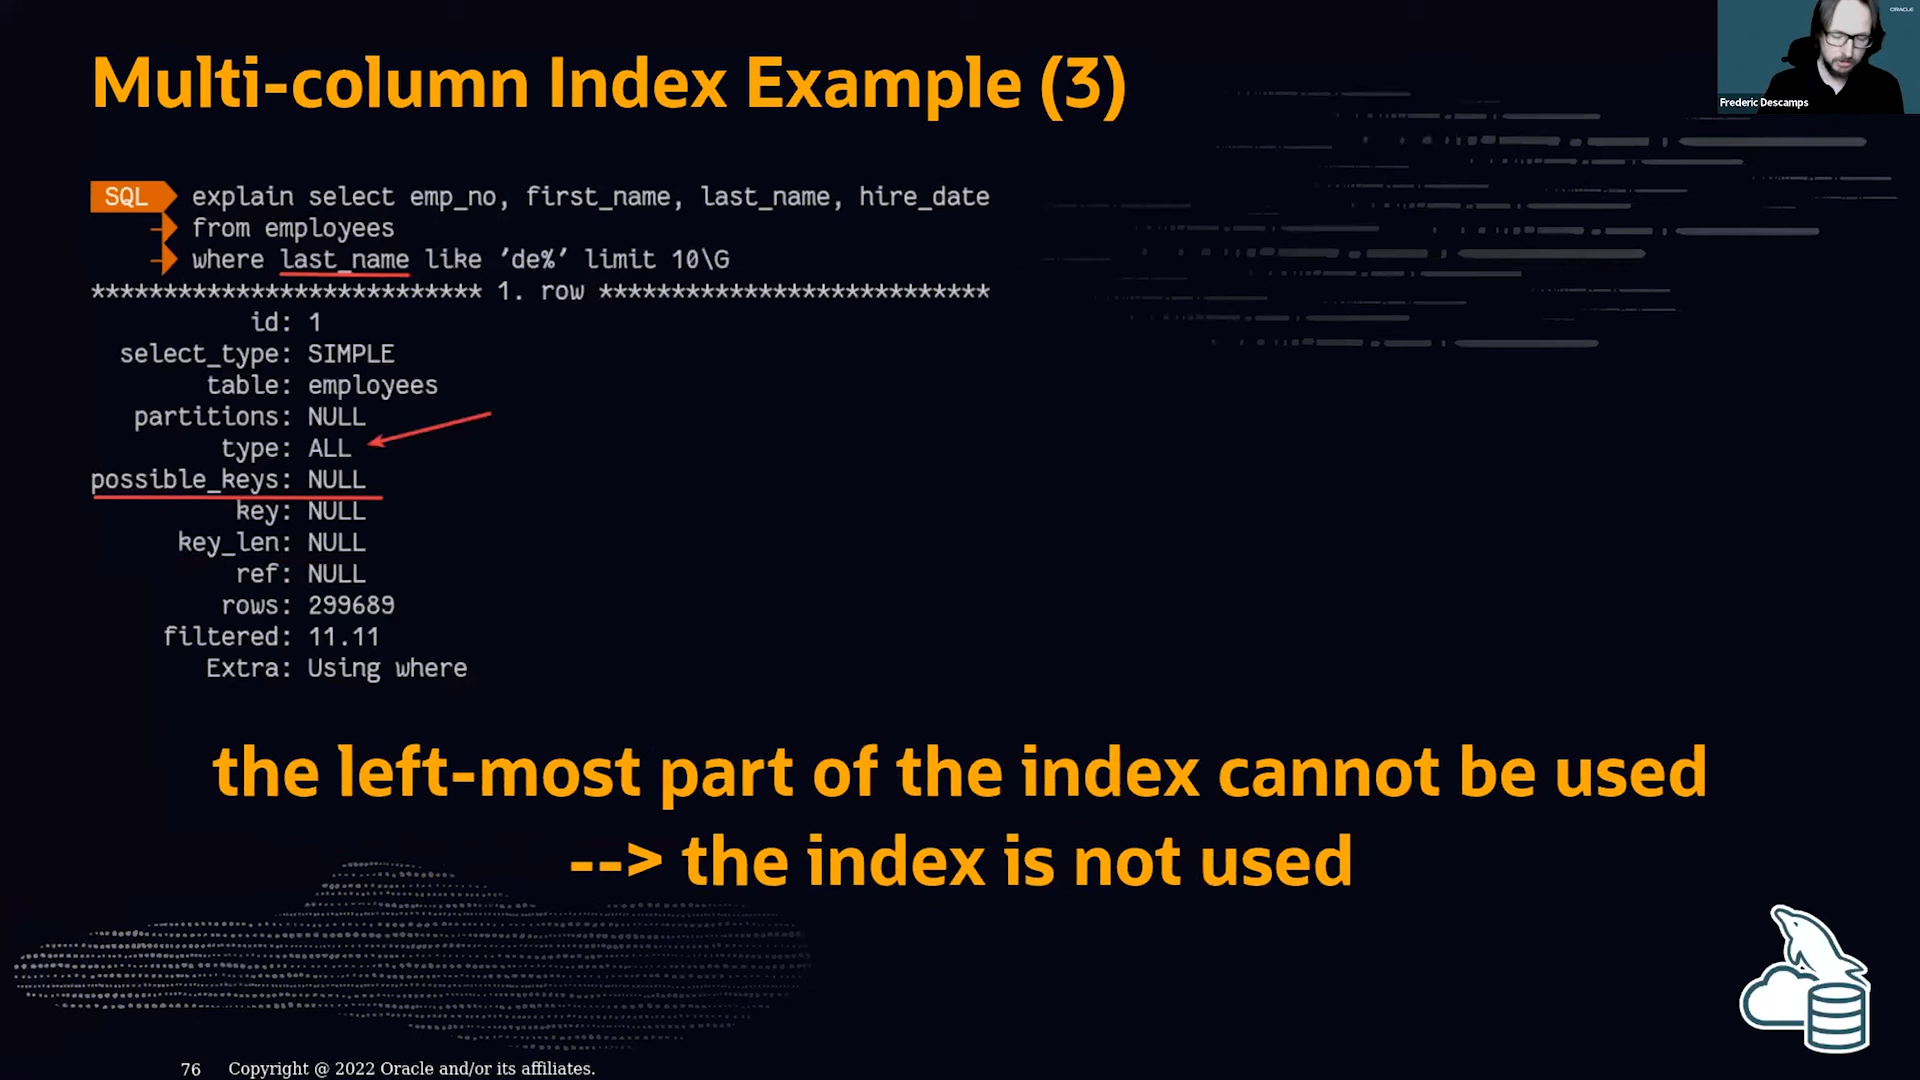 Multi-column Index Example (3)
ORACLE
Frederic Descamps
SQL explain select emp_no, first_name, last_name, hire_date
from employees
where last_name like ’de%’ limit 10\G
*************************** 1. row ***************************
id: 1
select_type: SIMPLE
table: employees
partitions: NULL
type: ALL
possible_keys: NULL
key: NULL
key_len: NULL
ref: NULL
rows: 299689
filtered: 11.11
Extra: Using where
the left-most part of the index cannot be used
--> the index is not used
76 Copyright @ 2022 Oracle and/or its affiliates.